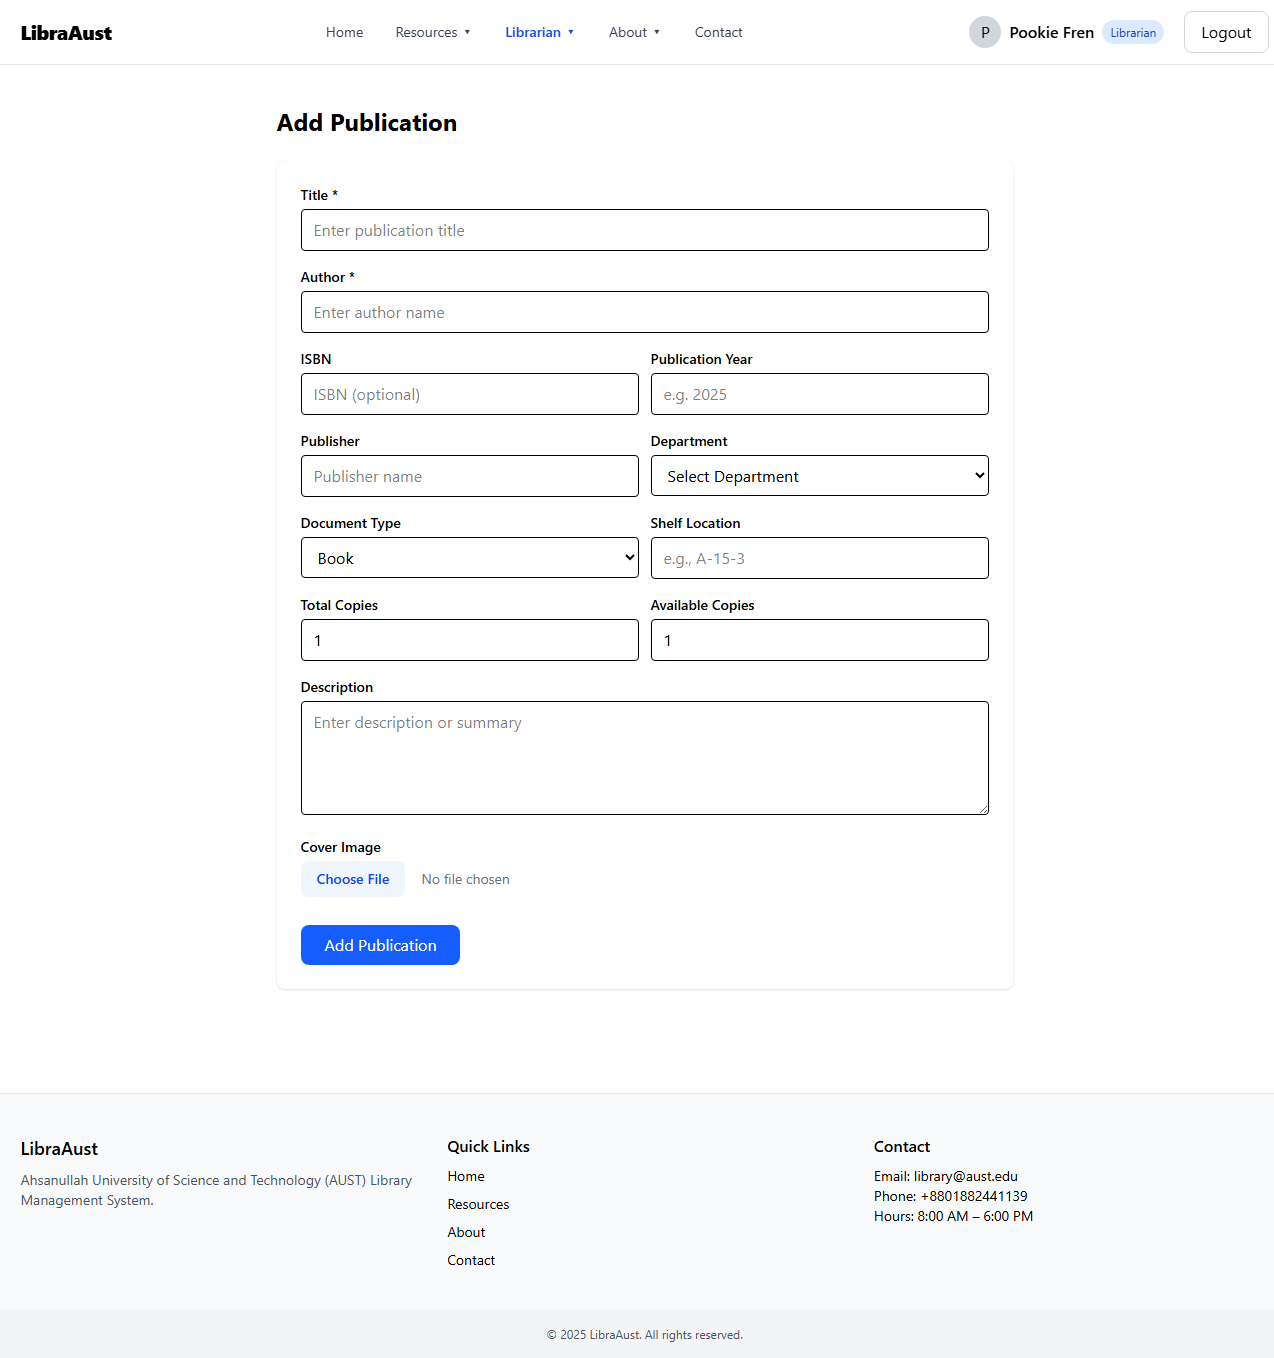 LibraAust
Home Resources ▾ Librarian ▾ About ▾ Contact
P Pookie Fren Librarian Logout
Add Publication
Title *
Enter publication title
Author *
Enter author name
ISBN Publication Year
ISBN (optional) e.g. 2025
Publisher Department
Publisher name Select Department
Document Type Shelf Location
Book e.g., A-15-3
Total Copies Available Copies
1 1
Description
Enter description or summary
Cover Image
Choose File No file chosen
Add Publication
LibraAust
Ahsanullah University of Science and Technology (AUST) Library
Management System.
Quick Links
Home
Resources
About
Contact
Contact
Email: library@aust.edu
Phone: +8801882441139
Hours: 8:00 AM – 6:00 PM
© 2025 LibraAust. All rights reserved.